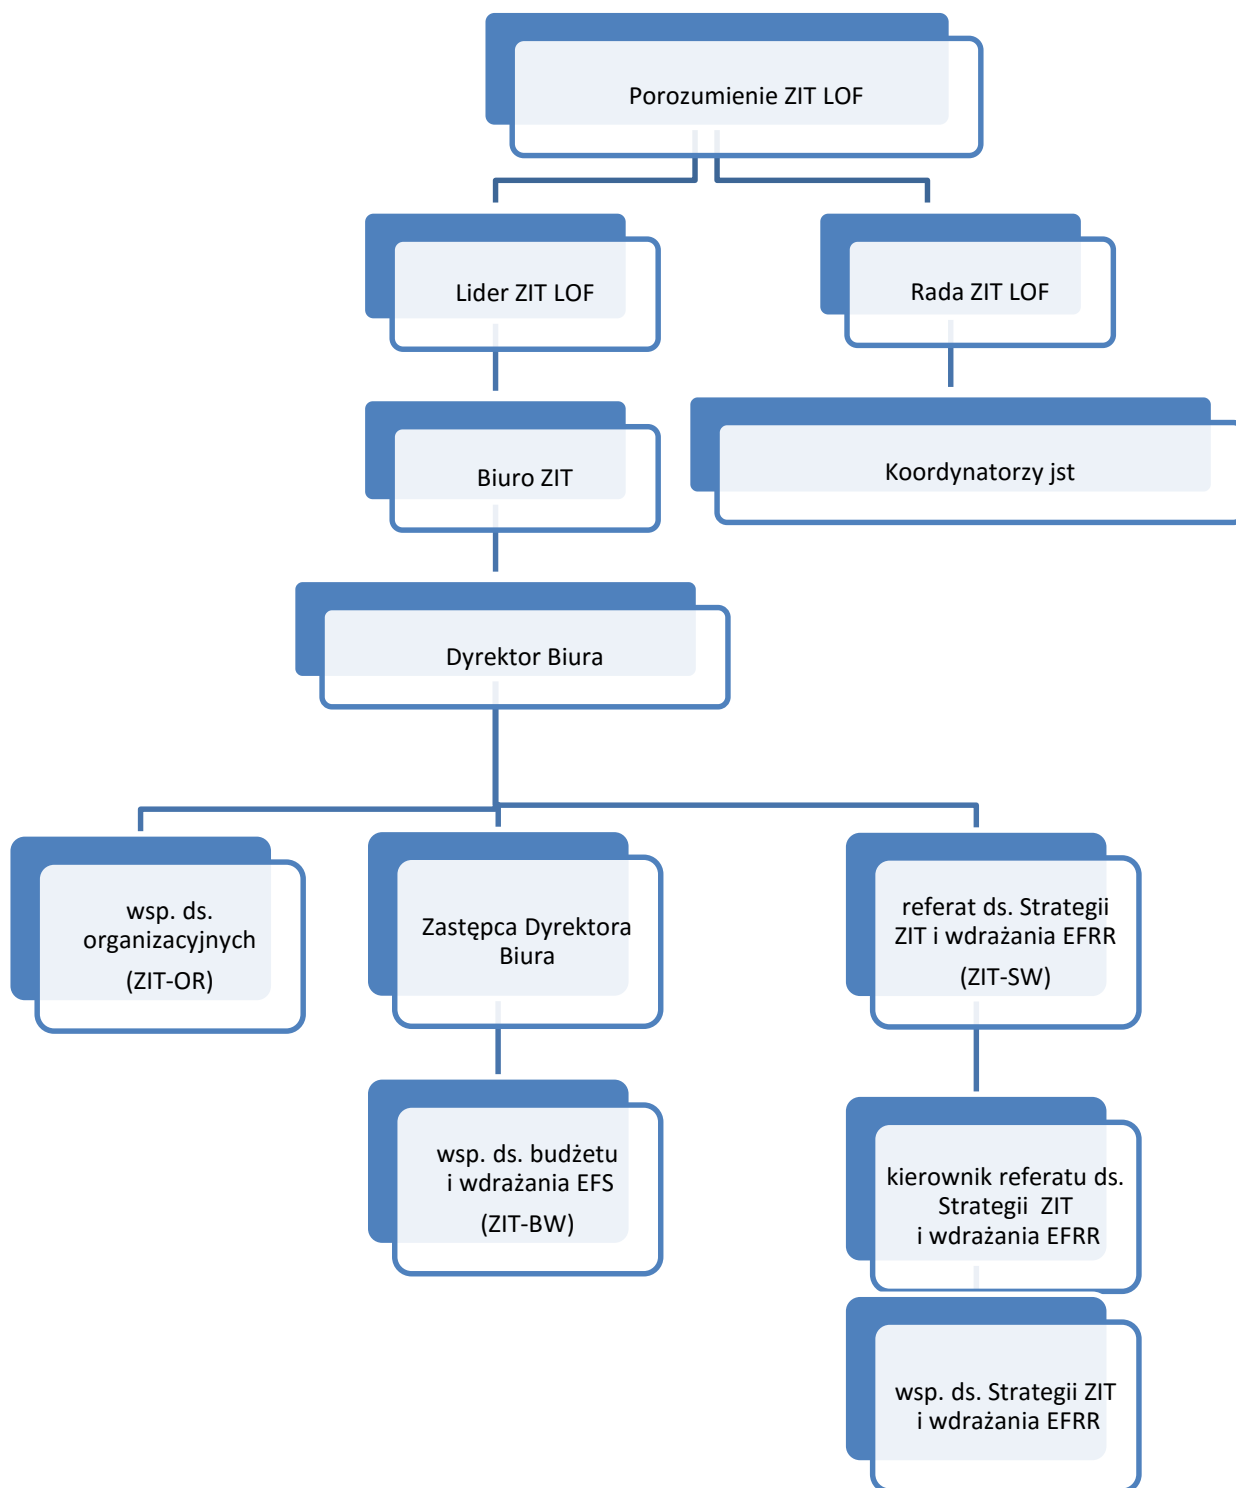 Porozumienie ZIT LOF
Lider ZIT LOF
Rada ZIT LOF
Biuro ZIT
Koordynatorzy jst
Dyrektor Biura
wsp. ds.
organizacyjnych
(ZIT-OR)
Zastępca Dyrektora
Biura
referat ds. Strategii
ZIT i wdrażania EFRR
(ZIT-SW)
wsp. ds. budżetu
i wdrażania EFS
(ZIT-BW)
kierownik referatu ds.
Strategii ZIT
i wdrażania EFRR
wsp. ds. Strategii ZIT
i wdrażania EFRR